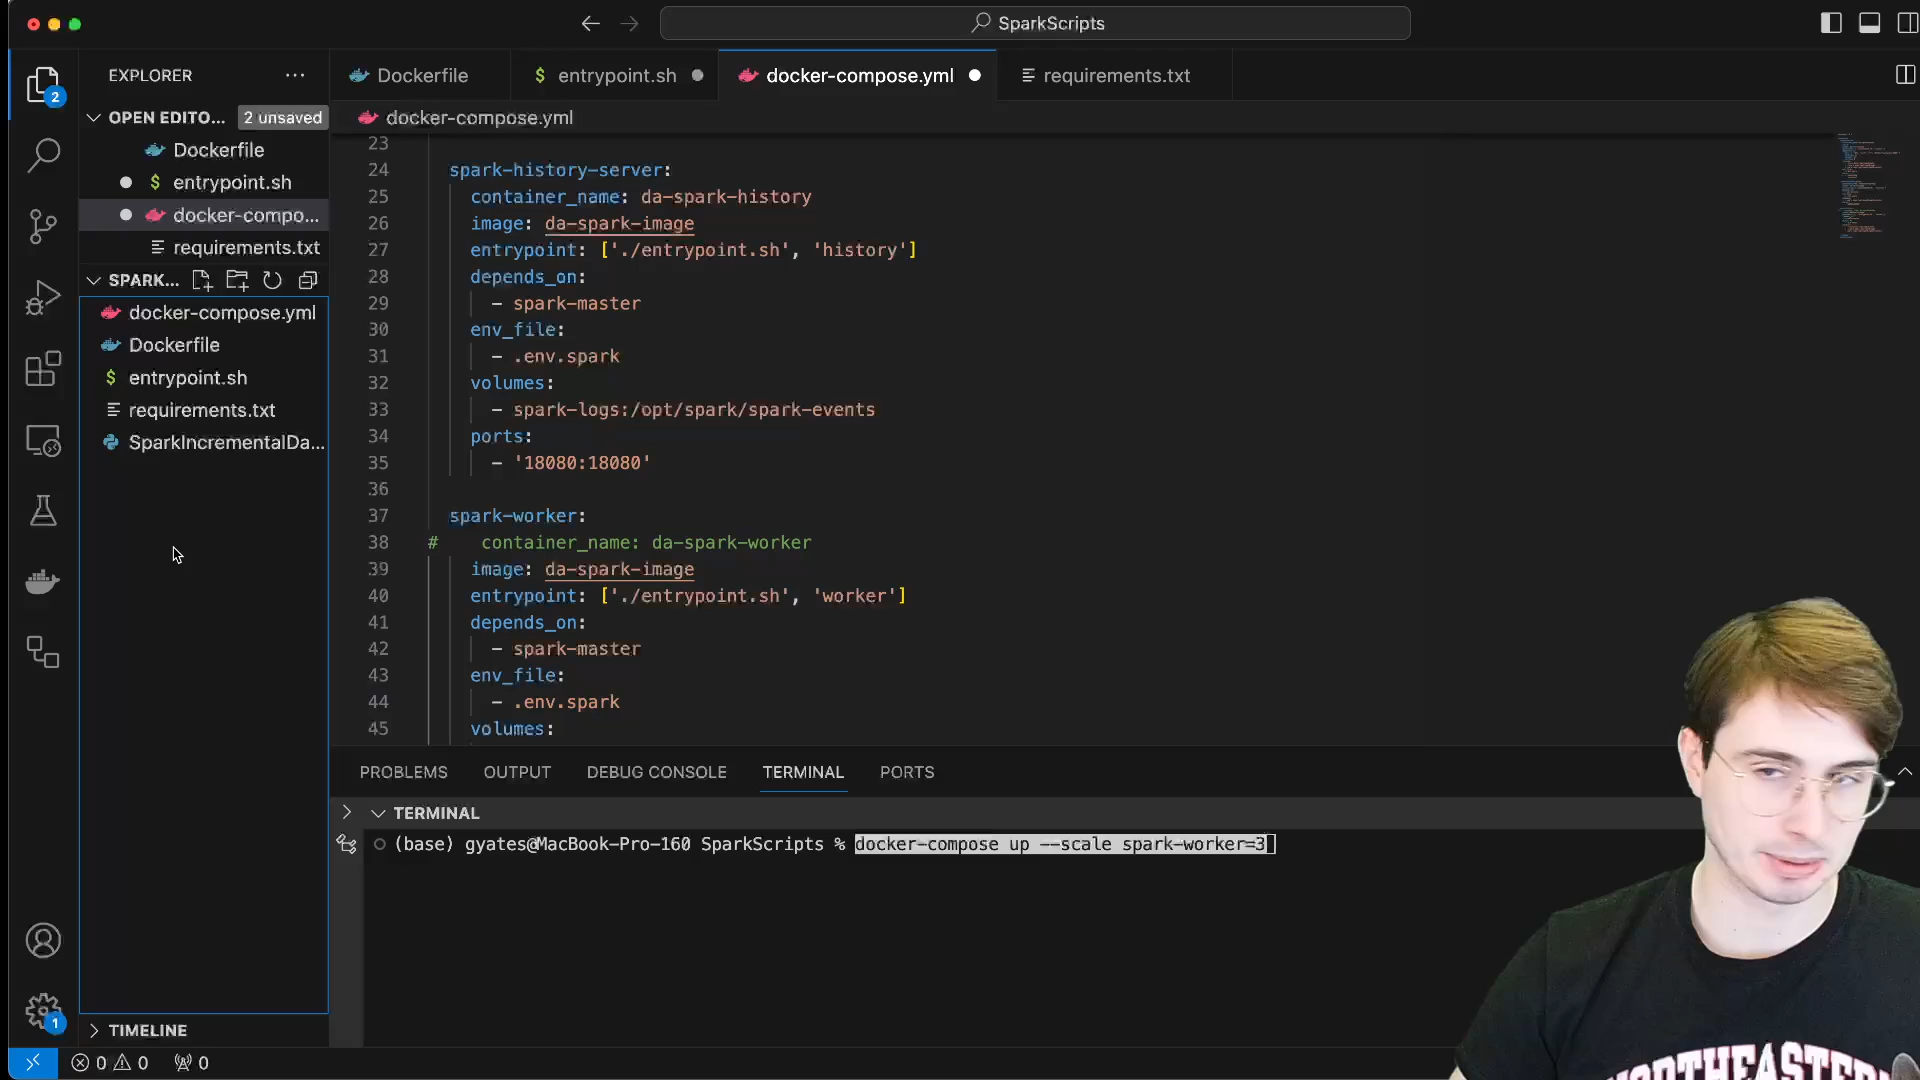 SparkScripts
EXPLORER
Dockerfile
$ entrypoint.sh
docker-compose.yml
requirements.txt
2
OPEN EDITO...
2 unsaved
docker-compose.yml
Dockerfile
$ entrypoint.sh
docker-compo...
requirements.txt
SPARK...
docker-compose.yml
Dockerfile
$ entrypoint.sh
requirements.txt
SparkIncrementalDa...
23
24 spark-history-server:
25 container_name: da-spark-history
26 image: da-spark-image
27 entrypoint: ['./entrypoint.sh', 'history']
28 depends_on:
29 - spark-master
30 env_file:
31 - .env.spark
32 volumes:
33 - spark-logs:/opt/spark/spark-events
34 ports:
35 - '18080:18080'
36
37 spark-worker:
38 # container_name: da-spark-worker
39 image: da-spark-image
40 entrypoint: ['./entrypoint.sh', 'worker']
41 depends_on:
42 - spark-master
43 env_file:
44 - .env.spark
45 volumes:
PROBLEMS OUTPUT DEBUG CONSOLE TERMINAL PORTS
TERMINAL
(base) gyates@MacBook-Pro-160 SparkScripts % docker-compose up --scale spark-worker=3
1
TIMELINE
0 0 0